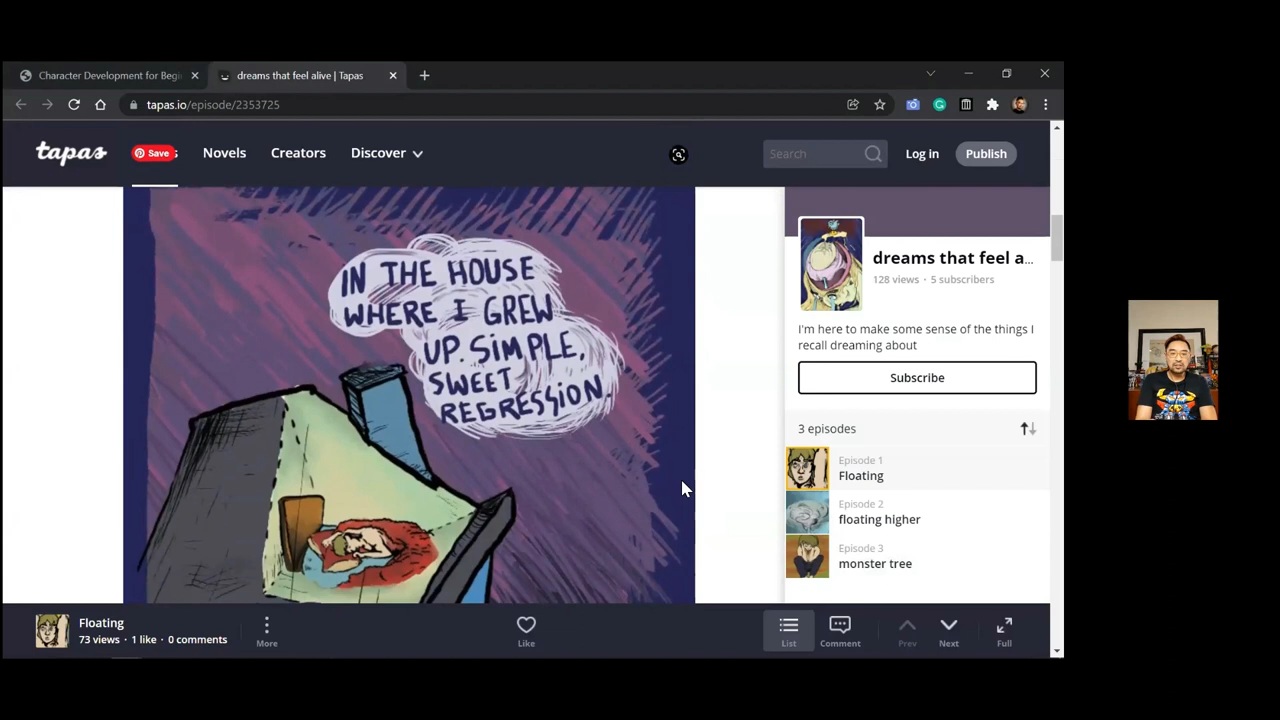 Character Development for Begi
dreams that feel alive | Tapas
tapas.io/episode/2353725
tapas
Save
Novels
Creators
Discover
Search
Log in
Publish
IN THE HOUSE
WHERE I GREW
UP. SIMPLE,
SWEET
REGRESSION.
dreams that feel a...
128 views · 5 subscribers
I'm here to make some sense of the things I
recall dreaming about
Subscribe
3 episodes
Episode 1
Floating
Episode 2
floating higher
Episode 3
monster tree
Floating
73 views · 1 like · 0 comments
More
Like
List
Comment
Prev
Next
Full